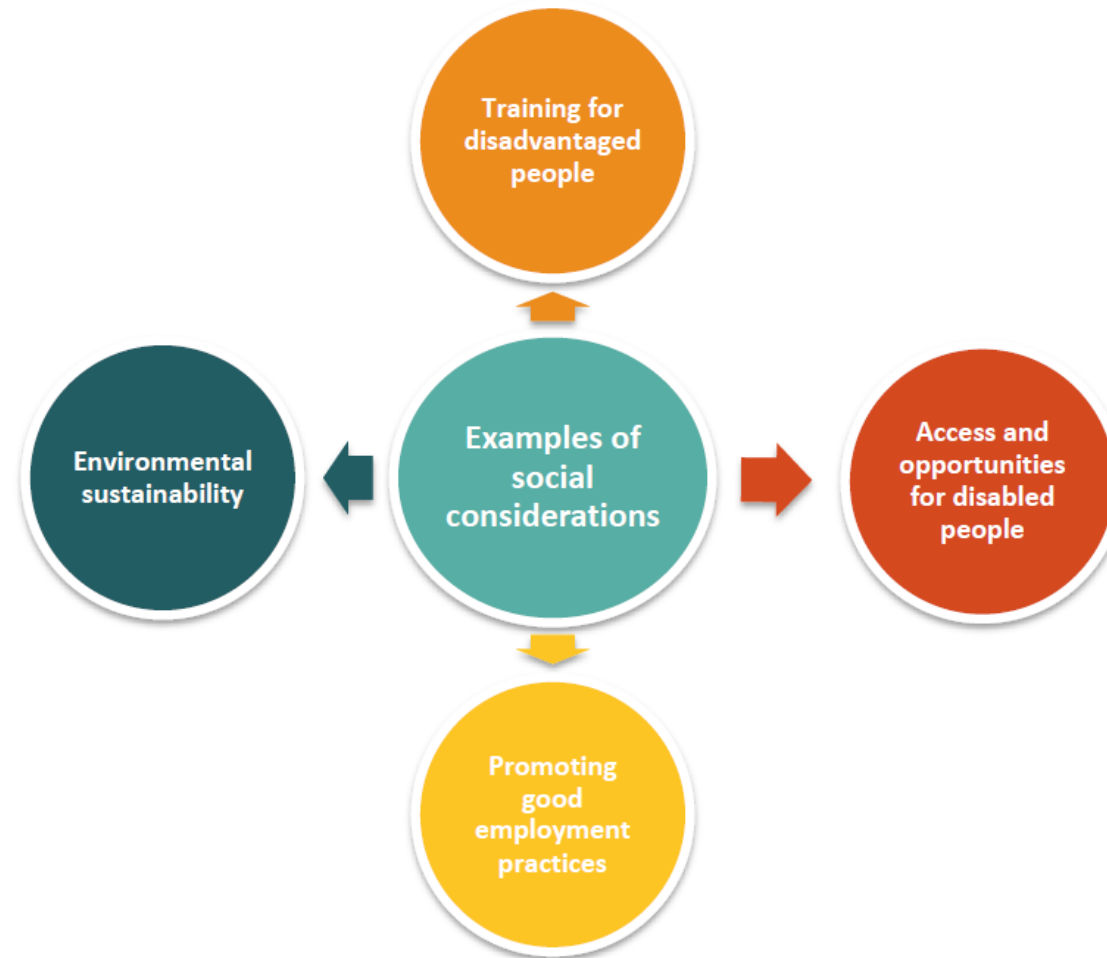 Training for
disadvantaged
people
Environmental
sustainability
Examples of
social
considerations
Access and
opportunities
for disabled
people
Promoting
good
employment
practices